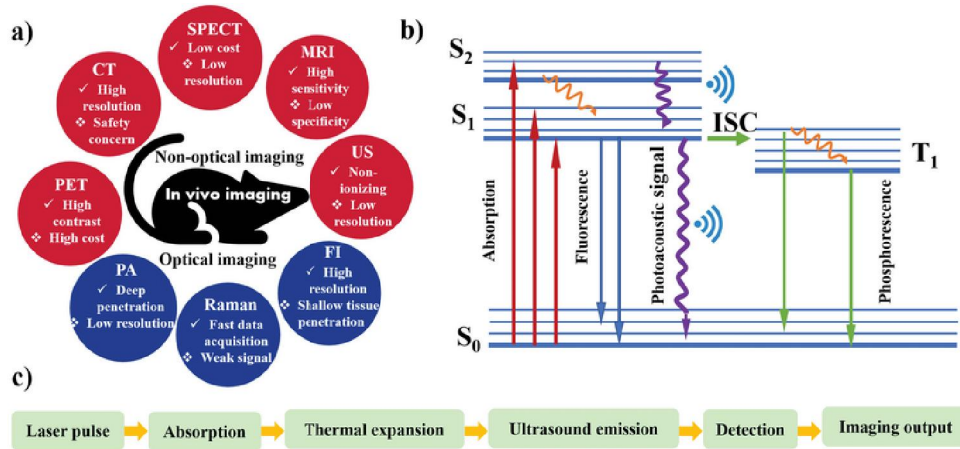 a)
SPECT
✓ Low cost
❖ Low
resolution
MRI
✓ High
sensitivity
❖ Low
specificity
CT
✓ High
resolution
❖ Safety
concern
US
✓ Non-
ionizing
❖ Low
resolution
PET
✓ High
contrast
❖ High cost
Non-optical imaging
In vivo imaging
Optical imaging
FI
✓ High
resolution
❖ Shallow tissue
penetration
PA
✓ Deep
penetration
❖ Low resolution
Raman
✓ Fast data
acquisition
❖ Weak signal
b)
S2
S1
ISC
T1
Absorption
Fluorescence
Photoacoustic signal
Phosphorescence
S0
c)
Laser pulse
Absorption
Thermal expansion
Ultrasound emission
Detection
Imaging output